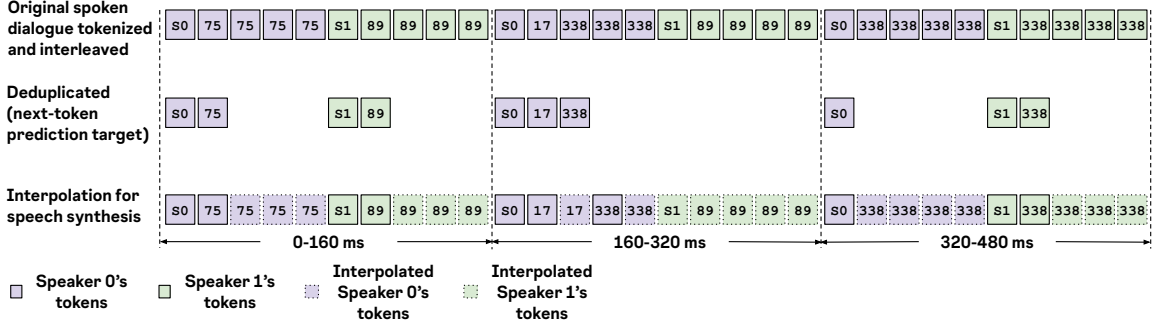 Original spoken
dialogue tokenized
and interleaved
S0 75 75 75 75 S1 89 89 89 89 S0 17 338 338 338 S1 89 89 89 89 S0 338 338 338 338 S1 338 338 338 338
Deduplicated
(next-token
prediction target)
S0 75 S1 89 S0 17 338 S0 S1 338
Interpolation for
speech synthesis
S0 75 75 75 75 S1 89 89 89 89 S0 17 17 338 338 S1 89 89 89 89 S0 338 338 338 338 S1 338 338 338 338
0-160 ms 160-320 ms 320-480 ms
Speaker 0's
tokens
Speaker 1's
tokens
Interpolated
Speaker 0's
tokens
Interpolated
Speaker 1's
tokens